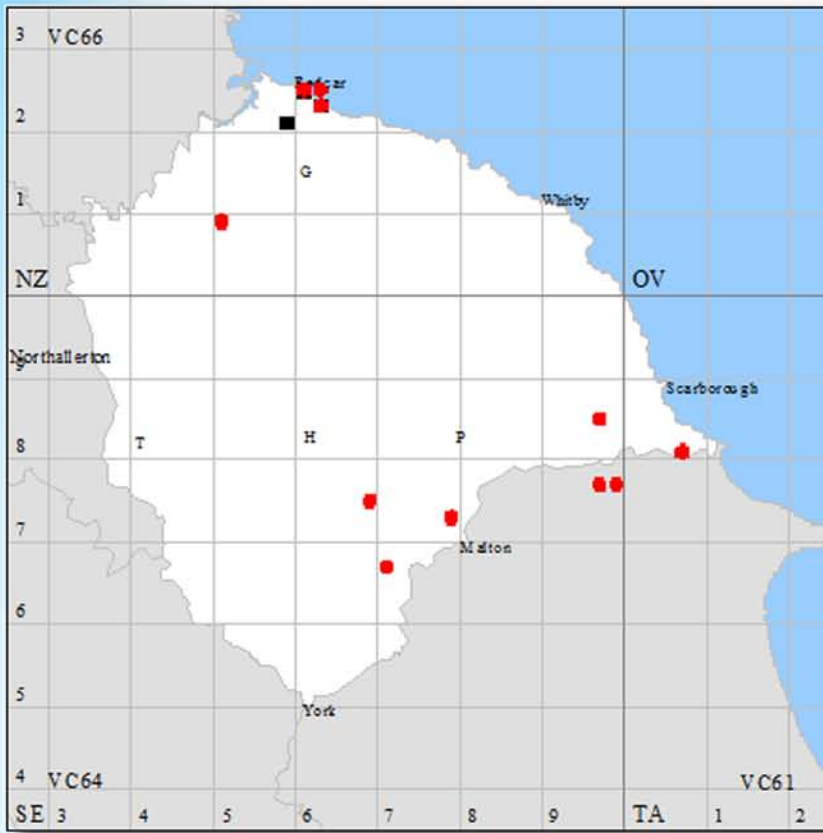 3 VC66
Redcar
2
G
1
Whitby
NZ
OV
Northallerton
9
Scarborough
8
T
H
P
7
Malton
6
5
York
4 VC64
VC61
SE 3 4 5 6 7 8 9 TA 1 2